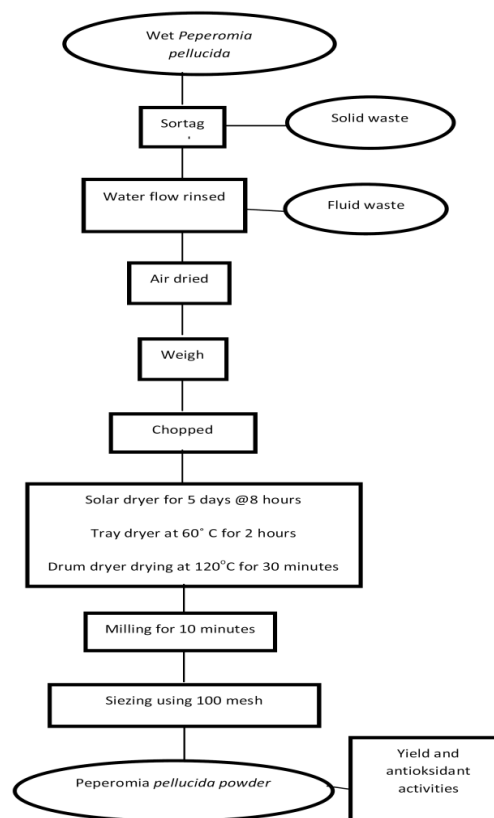 Wet Peperomia
pellucida
Sortag
Solid waste
Water flow rinsed
Fluid waste
Air dried
Weigh
Chopped
Solar dryer for 5 days @8 hours
Tray dryer at 60˚ C for 2 hours
Drum dryer drying at 120°C for 30 minutes
Milling for 10 minutes
Siezing using 100 mesh
Peperomia pellucida powder
Yield and
antioksidant
activities